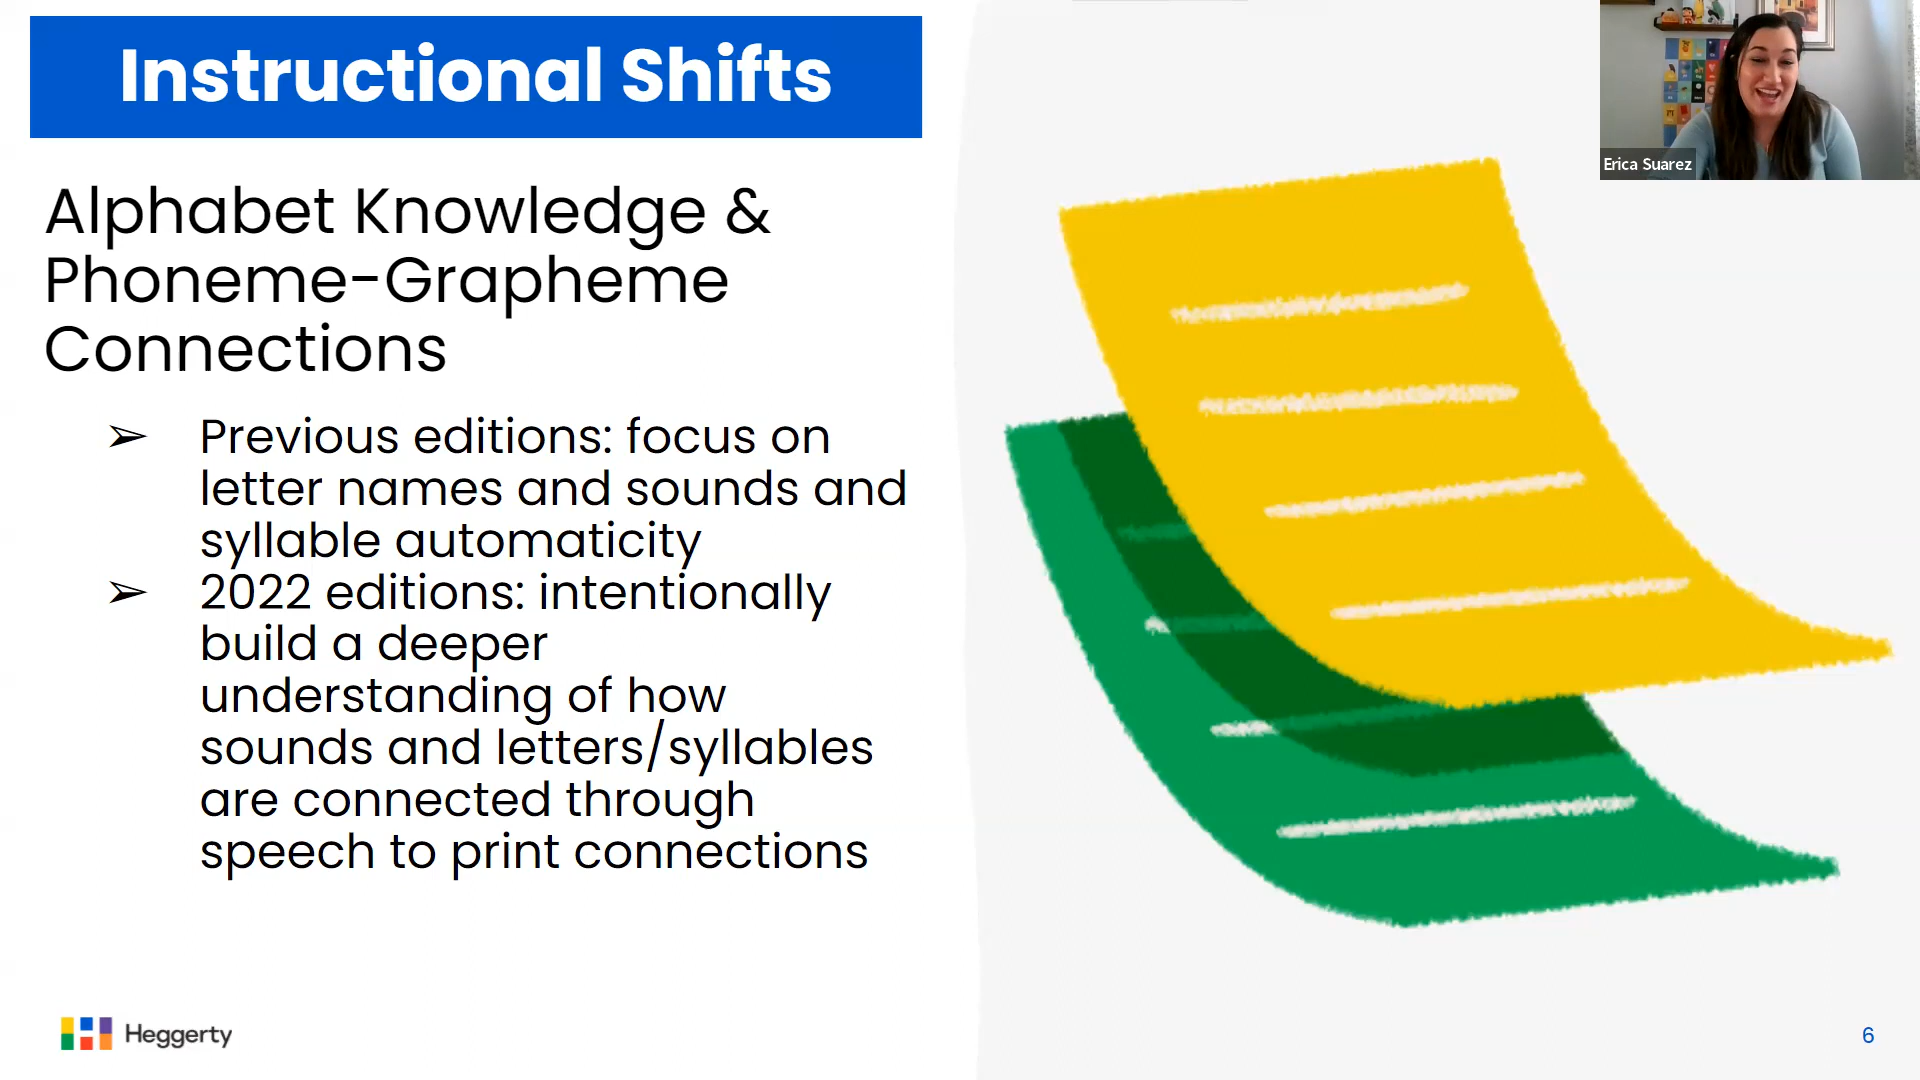 Instructional Shifts
Erica Suarez
Alphabet Knowledge &
Phoneme-Grapheme
Connections
➢ Previous editions: focus on
letter names and sounds and
syllable automaticity
➢ 2022 editions: intentionally
build a deeper
understanding of how
sounds and letters/syllables
are connected through
speech to print connections
Heggerty
6